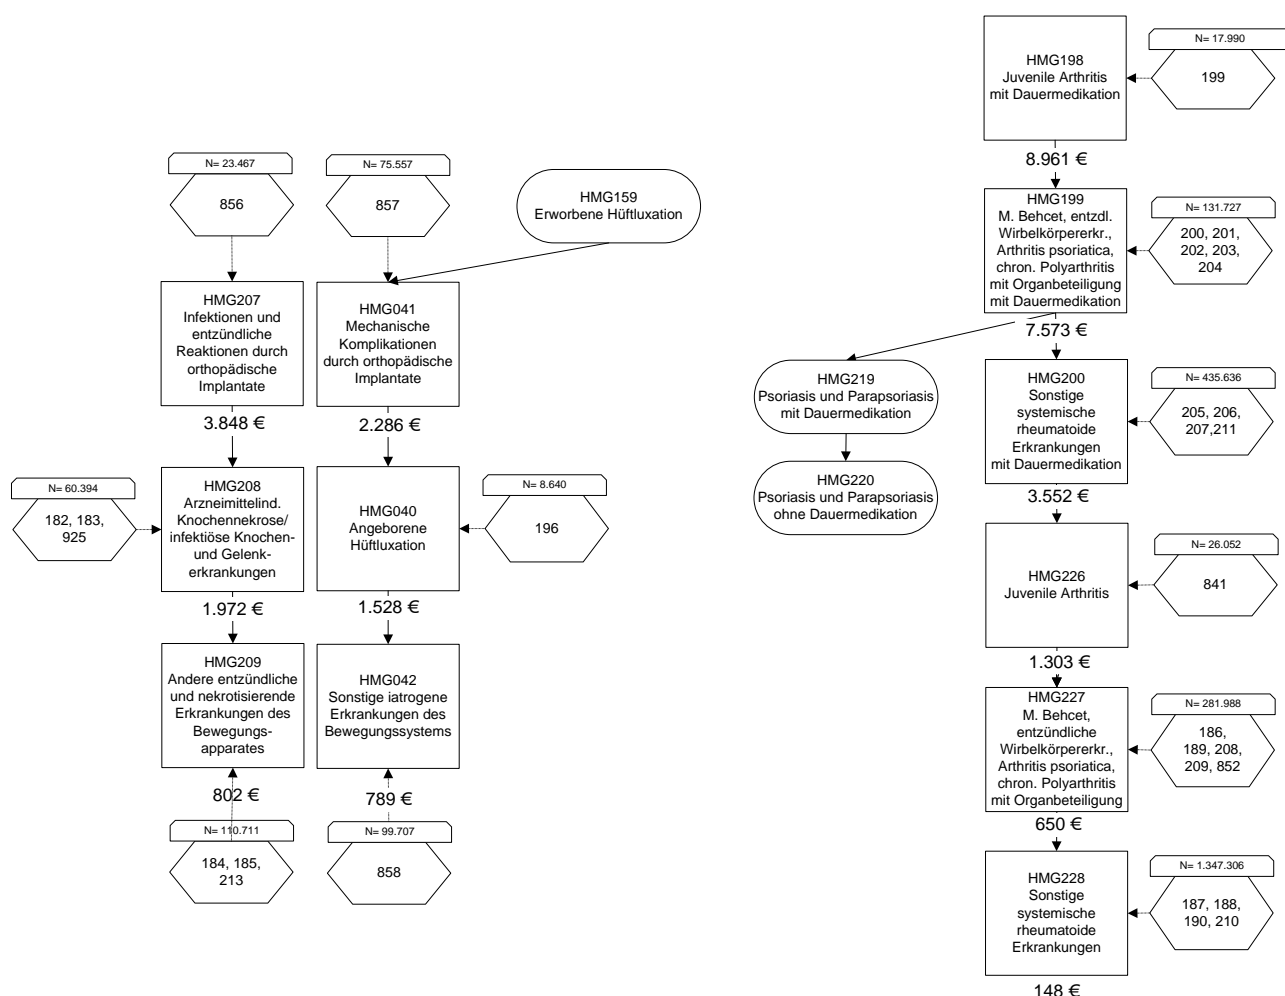 N= 23.467
856
HMG207
Infektionen und
entzündliche
Reaktionen durch
orthopädische
Implantate
3.848 €
N= 60.394
182, 183,
925
HMG208
Arzneimittelind.
Knochennekrose/
infektiöse Knochen-
und Gelenk-
erkrankungen
1.972 €
HMG209
Andere entzündliche
und nekrotisierende
Erkrankungen des
Bewegungs-
apparates
802 €
N= 110.711
184, 185,
213
N= 75.557
857
HMG159
Erworbene Hüftluxation
HMG041
Mechanische
Komplikationen
durch orthopädische
Implantate
2.286 €
HMG040
Angeborene
Hüftluxation
N= 8.640
196
1.528 €
HMG042
Sonstige iatrogene
Erkrankungen des
Bewegungssystems
789 €
N= 99.707
858
HMG198
Juvenile Arthritis
mit Dauermedikation
N= 17.990
199
8.961 €
HMG199
M. Behcet, entzdl.
Wirbelkörpererkr.,
Arthritis psoriatica,
chron. Polyarthritis
mit Organbeteiligung
mit Dauermedikation
N= 131.727
200, 201,
202, 203,
204
7.573 €
HMG219
Psoriasis und Parapsoriasis
mit Dauermedikation
HMG220
Psoriasis und Parapsoriasis
ohne Dauermedikation
HMG200
Sonstige
systemische
rheumatoide
Erkrankungen
mit Dauermedikation
N= 435.636
205, 206,
207,211
3.552 €
HMG226
Juvenile Arthritis
N= 26.052
841
1.303 €
HMG227
M. Behcet,
entzündliche
Wirbelkörpererkr.,
Arthritis psoriatica,
chron. Polyarthritis
mit Organbeteiligung
N= 281.988
186,
189, 208,
209, 852
650 €
HMG228
Sonstige
systemische
rheumatoide
Erkrankungen
N= 1.347.306
187, 188,
190, 210
148 €